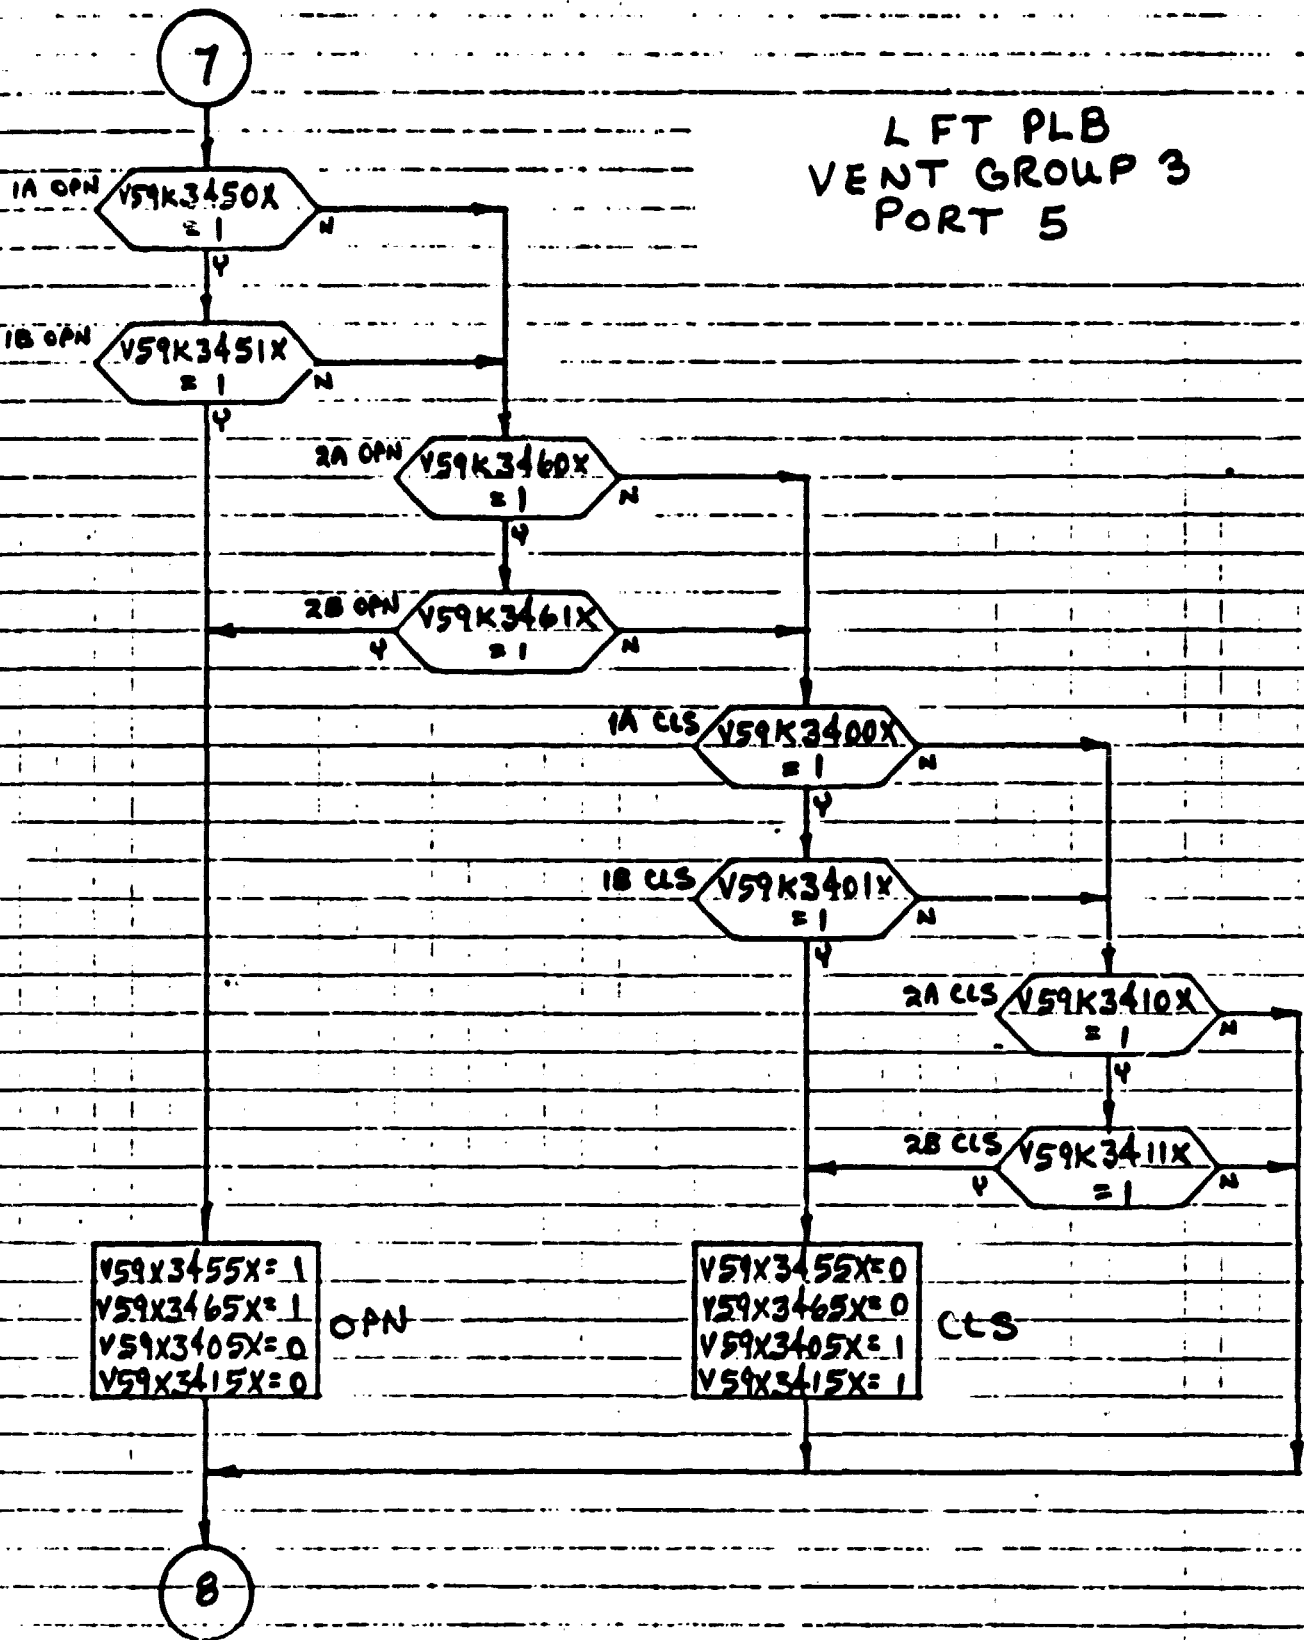 7
L FT PLB
VENT GROUP 3
PORT 5
1A OPN
V59K3450X
= 1
N
Y
1B OPN
V59K3451X
= 1
N
Y
2A OPN
V59K3460X
= 1
N
Y
2B OPN
V59K3461X
= 1
Y
N
1A CLS
V59K3400X
= 1
N
Y
1B CLS
V59K3401X
= 1
N
Y
2A CLS
V59K3410X
= 1
N
Y
2B CLS
V59K3411X
= 1
Y
N
V59X3455X= 1
V59X3465X= 1
V59X3405X= 0
V59X3415X= 0
OPN
V59X3455X=0
V59X3465X=0
V59X3405X= 1
V59X3415X= 1
CLS
8